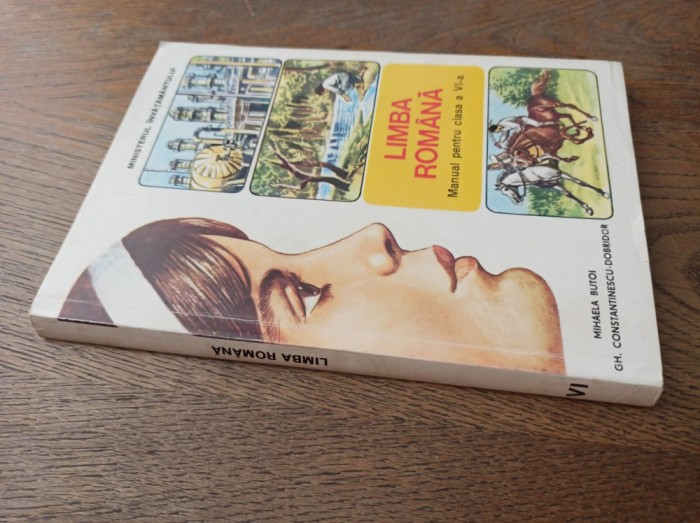 MINISTERUL ÎNVĂȚĂMÂNTULUI
LIMBA
ROMÂNĂ
Manual pentru clasa a VI-a
MIHAELA BUTOI
GH. CONSTANTINESCU-DOBRIDOR
LIMBA ROMÂNĂ
VI